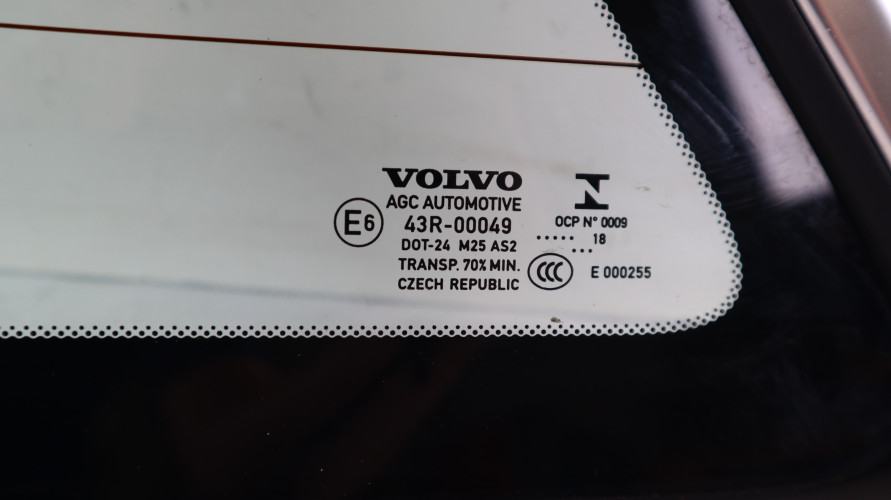 VOLVO
AGC AUTOMOTIVE
E6
43R-00049
DOT-24 M25 AS2
TRANSP. 70% MIN.
CZECH REPUBLIC
N
OCP N° 0009
..... 18
...
CCC
E 000255